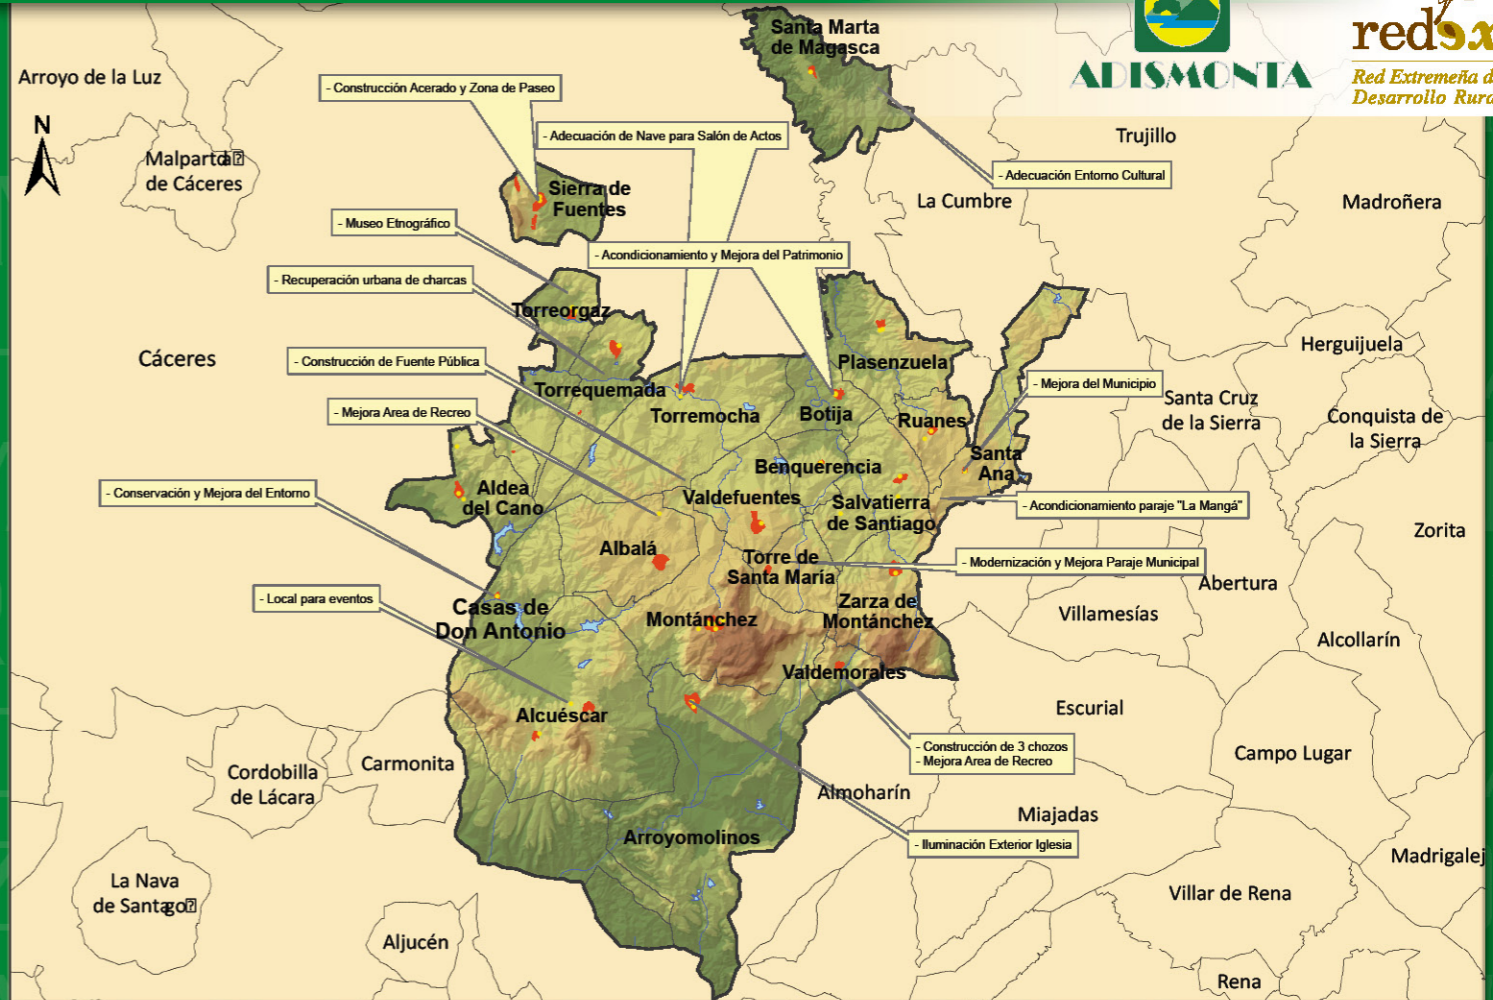 Santa Marta
de Magasca
ADISMONTA
redex
Red Extremeña d
Desarrollo Rura
Arroyo de la Luz
- Construcción Acerado y Zona de Paseo
N
- Adecuación de Nave para Salón de Actos
Trujillo
Malpartda
de Cáceres
- Adecuación Entorno Cultural
Sierra de
Fuentes
La Cumbre
Madroñera
- Museo Etnográfico
- Acondicionamiento y Mejora del Patrimonio
- Recuperación urbana de charcas
Torreorgaz
Cáceres
- Construcción de Fuente Pública
Plasenzuela
Herguijuela
Torrequemada
- Mejora del Municipio
- Mejora Area de Recreo
Torremocha
Botija
Ruanes
Santa Cruz
de la Sierra
Conquista de
la Sierra
Santa
Ana
Benquerencia
- Conservación y Mejora del Entorno
Aldea
del Cano
Valdefuentes
Salvatierra
de Santiago
- Acondicionamiento paraje "La Mangá"
Zorita
Albalá
Torre de
Santa María
- Modernización y Mejora Paraje Municipal
Abertura
- Local para eventos
Casas de
Don Antonio
Montánchez
Zarza de
Montánchez
Villamesías
Alcollarín
Valdemorales
Alcuéscar
Escurial
- Construcción de 3 chozos
- Mejora Area de Recreo
Campo Lugar
Carmonita
Cordobilla
de Lácara
Almoharín
Miajadas
Arroyomolinos
- Iluminación Exterior Iglesia
Madrigalej
La Nava
de Santago
Villar de Rena
Aljucén
Rena